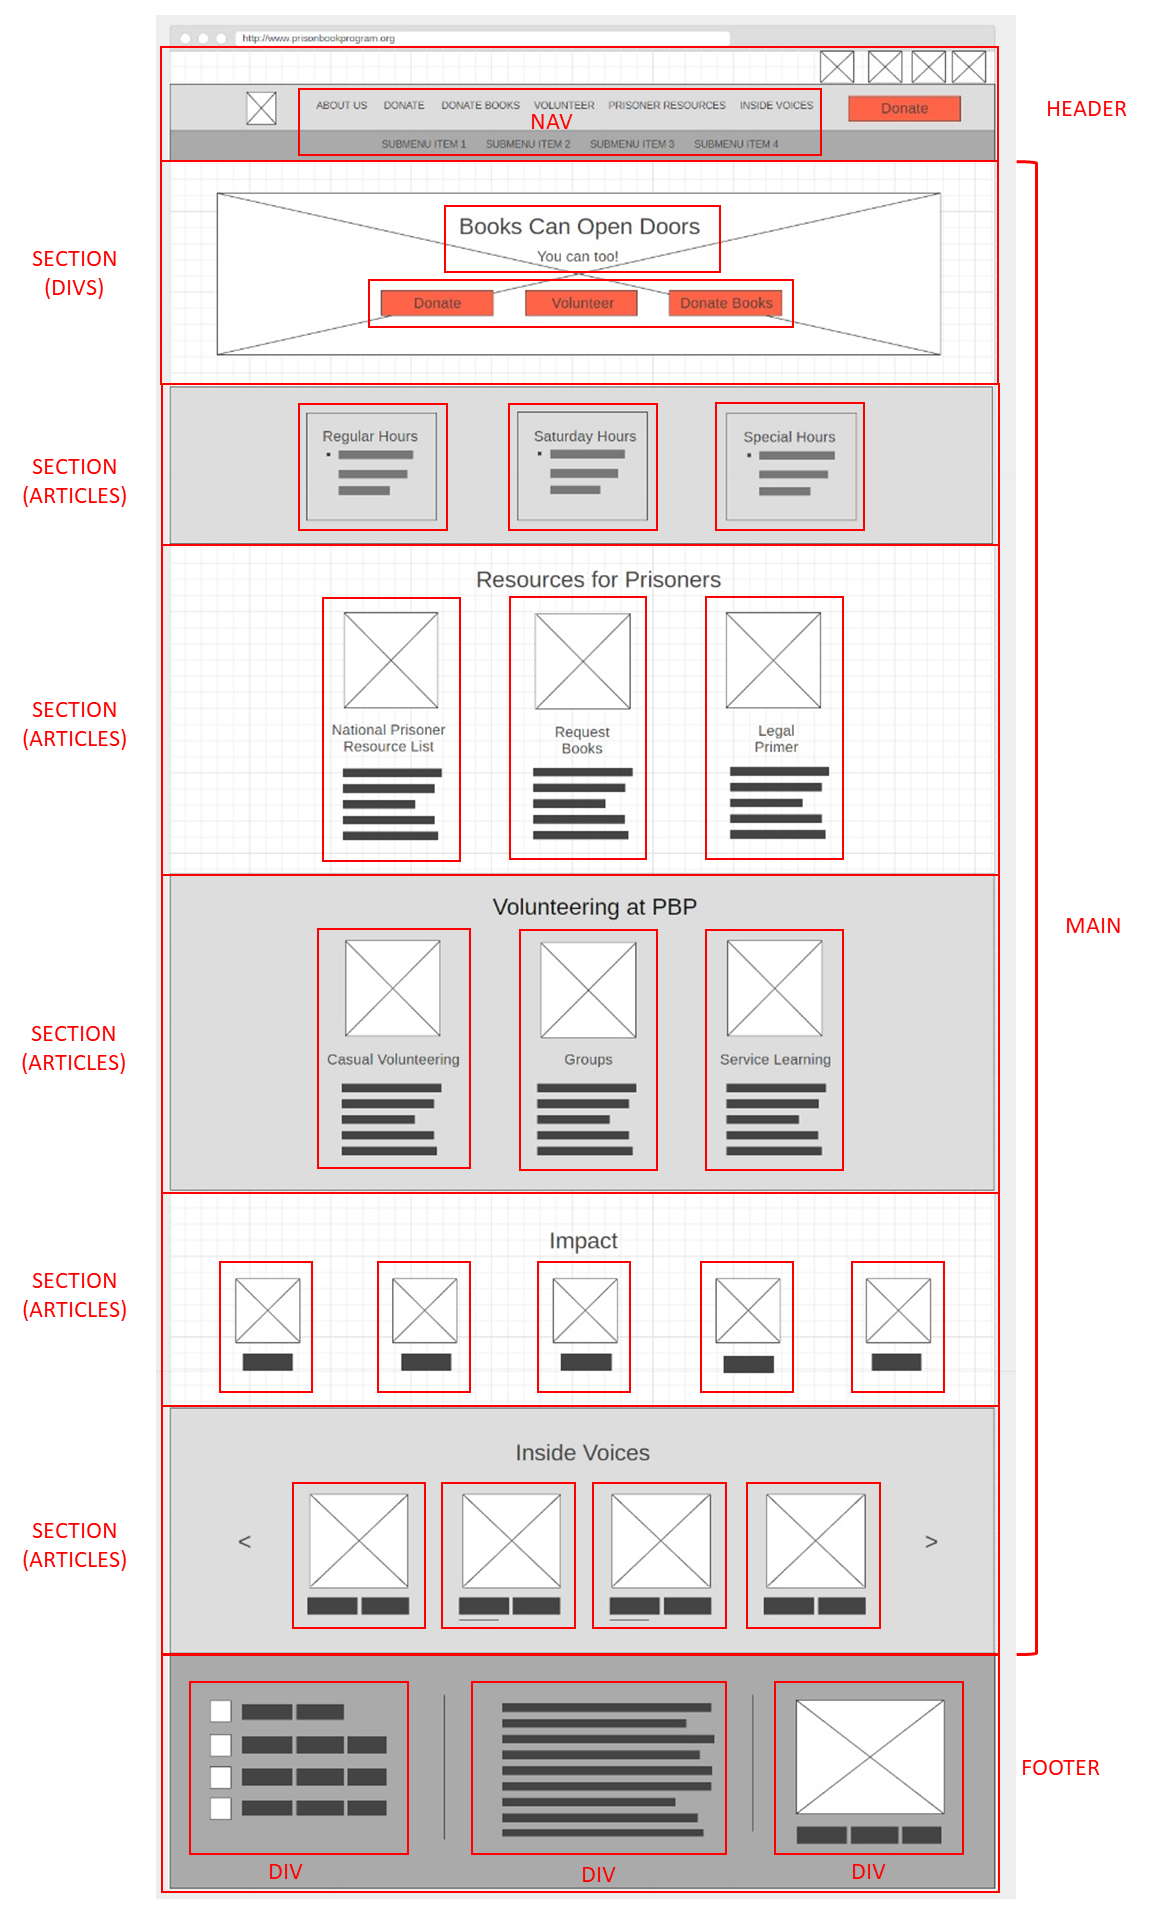 http://www.prisonbookprogram.org
HEADER
ABOUT US DONATE DONATE BOOKS VOLUNTEER PRISONER RESOURCES INSIDE VOICES
Donate
NAV
SUBMENU ITEM 1 SUBMENU ITEM 2 SUBMENU ITEM 3 SUBMENU ITEM 4
SECTION
(DIVS)
Books Can Open Doors
You can too!
Donate Volunteer Donate Books
SECTION
(ARTICLES)
Regular Hours Saturday Hours Special Hours
SECTION
(ARTICLES)
Resources for Prisoners
National Prisoner
Resource List
Request
Books
Legal
Primer
MAIN
SECTION
(ARTICLES)
Volunteering at PBP
Casual Volunteering Groups Service Learning
SECTION
(ARTICLES)
Impact
SECTION
(ARTICLES)
Inside Voices
< >
FOOTER
DIV DIV DIV